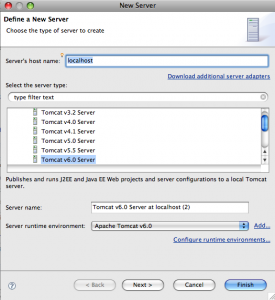 New Server
Define a New Server
Choose the type of server to create
Server's host name: localhost
Download additional server adapters
Select the server type:
type filter text
Tomcat v3.2 Server
Tomcat v4.0 Server
Tomcat v4.1 Server
Tomcat v5.0 Server
Tomcat v5.5 Server
Tomcat v6.0 Server
Publishes and runs J2EE and Java EE Web projects and server configurations to a local Tomcat
server.
Server name: Tomcat v6.0 Server at localhost (2)
Server runtime environment: Apache Tomcat v6.0 Add...
Configure runtime environments...
? < Back Next > Cancel Finish